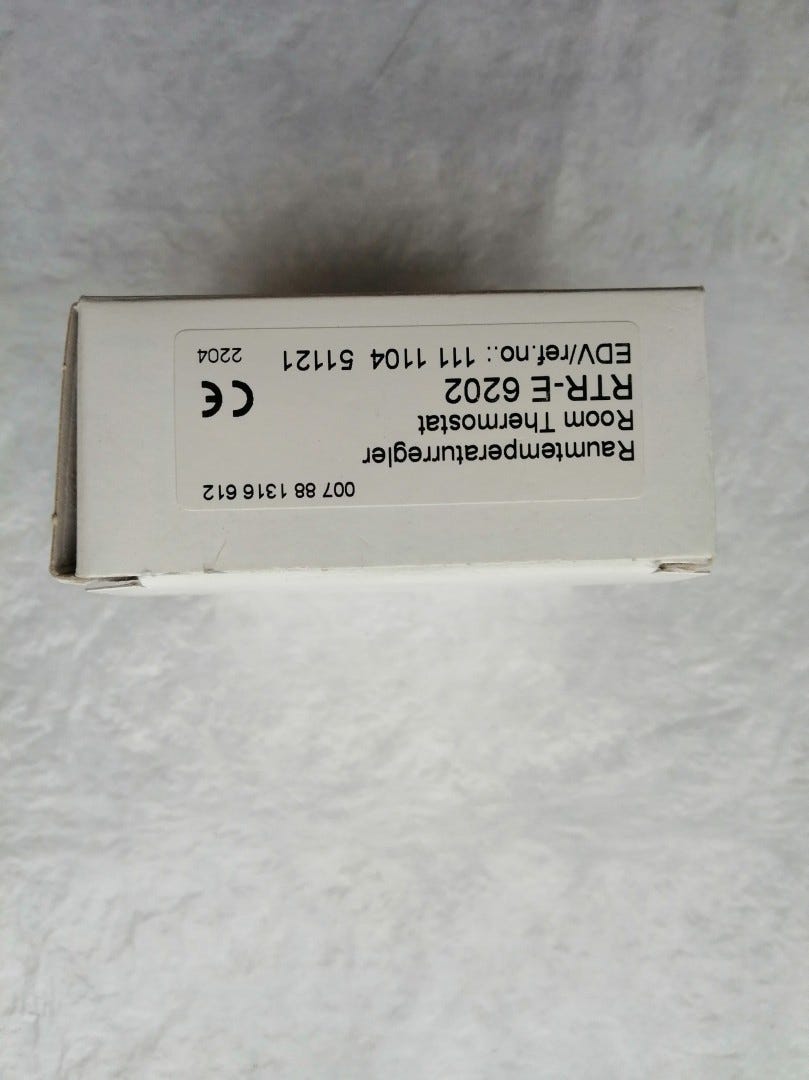 007 88 1316 612
Raumtemperaturregler
Room Thermostat
RTR-E 6202 CE
EDV/ref.no.: 111 1104 51121 2204